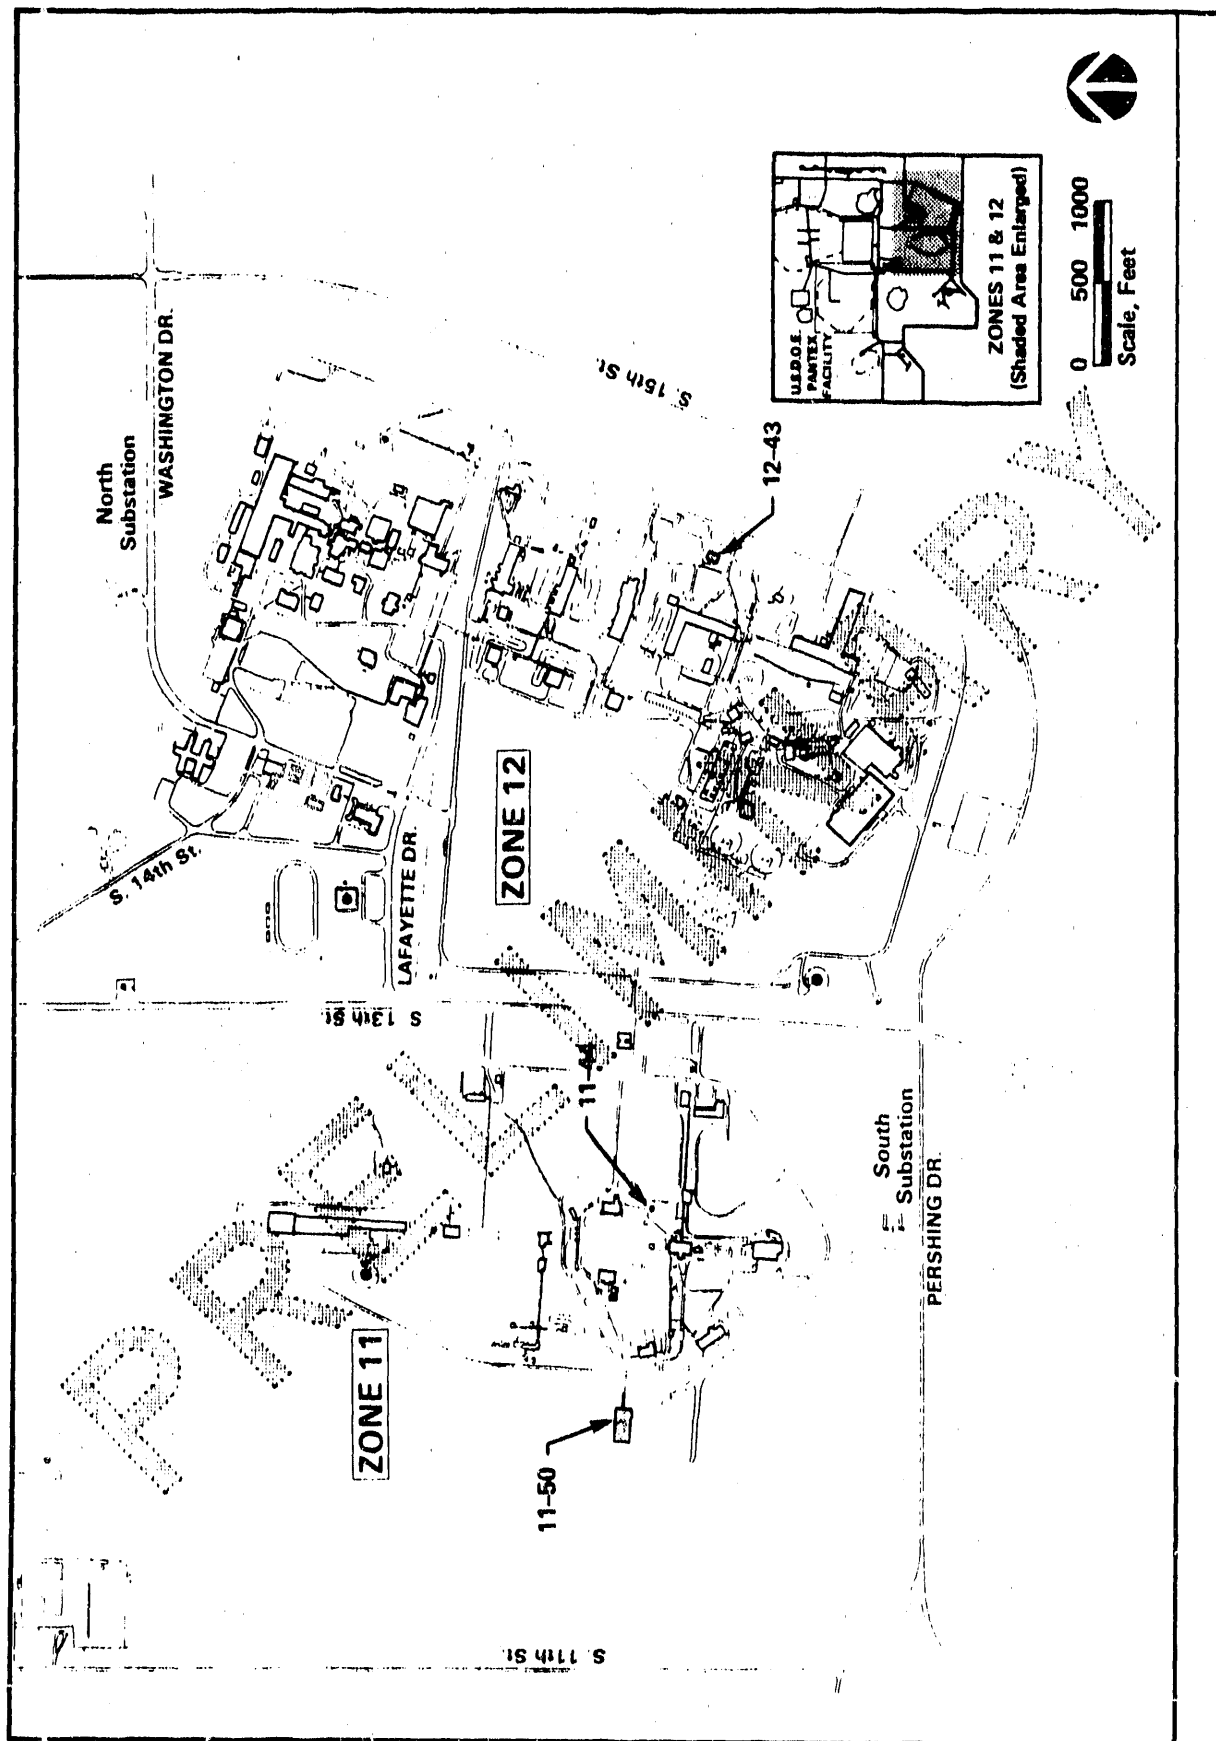 North
Substation
WASHINGTON DR.
S. 15th St.
12-43
U.S.D.O.E.
PANTEX
FACILITY
ZONES 11 & 12
(Shaded Area Enlarged)
0 500 1000
Scale, Feet
S. 14th St.
LAFAYETTE DR.
ZONE 12
S. 13th St.
11-44
South
Substation
PERSHING DR.
ZONE 11
11-50
S. 11th St.
PRELIMINARY